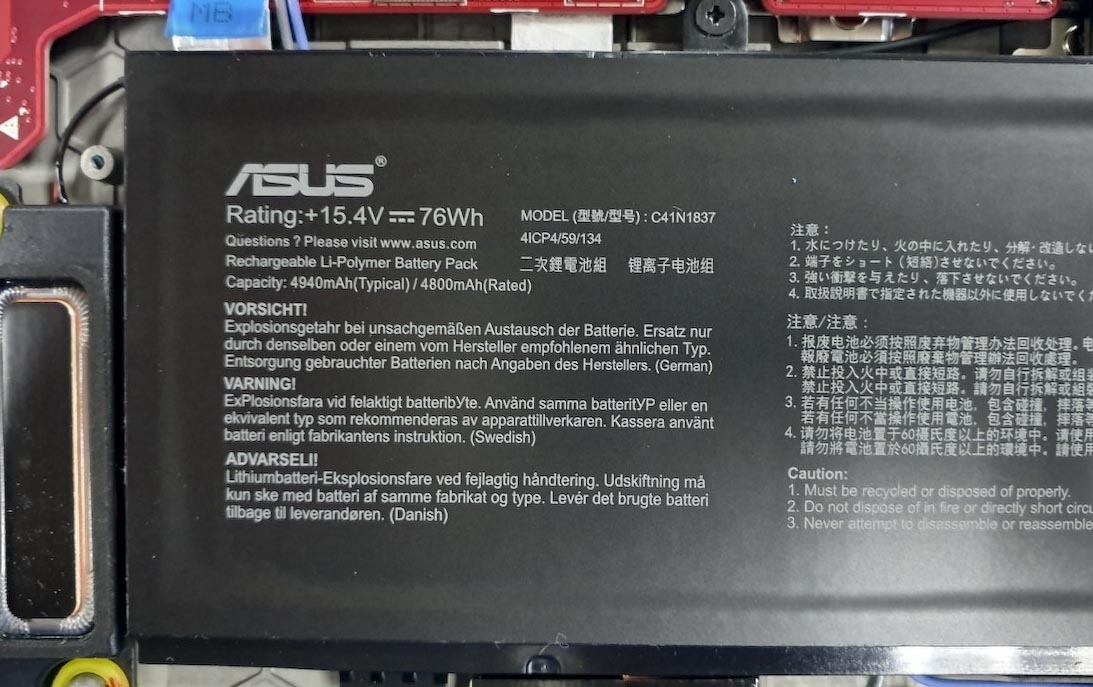 MB
ASUS®
Rating:+15.4V⎓76Wh
Questions ? Please visit www.asus.com
Rechargeable Li-Polymer Battery Pack
Capacity: 4940mAh(Typical) / 4800mAh(Rated)
MODEL (型號/型号) : C41N1837
4ICP4/59/134
二次鋰電池組 锂离子电池组
VORSICHT!
Explosionsgetahr bei unsachgemäßen Austausch der Batterie. Ersatz nur
durch denselben oder einem vom Hersteller empfohlenem ähnlichen Typ.
Entsorgung gebrauchter Batterien nach Angaben des Herstellers. (German)
VARNING!
ExPlosionsfara vid felaktigt batteribУte. Använd samma batteritУP eller en
ekvivalent typ som rekommenderas av apparattillverkaren. Kassera använt
batteri enligt fabrikantens instruktion. (Swedish)
ADVARSELI!
Lithiumbatteri-Eksplosionsfare ved fejlagtig håndtering. Udskiftning må
kun ske med batteri af samme fabrikat og type. Levér det brugte batteri
tilbage til leverandøren. (Danish)
注意：
1. 水につけたり、火の中に入れたり、分解・改造しな
2. 端子をショート（短絡）させないでください。
3. 強い衝撃を与えたり、落下させないでください。
4. 取扱説明書で指定された機器以外に使用しないでく
注意/注意：
1. 报废电池必须按照废弃物管理办法回收处理。电
報廢電池必須按照廢棄物管理辦法回收處理。
2. 禁止投入火中或直接短路。请勿自行拆解或组
禁止投入火中或直接短路。請勿自行拆解或組
3. 若有任何不当操作使用电池，包含碰撞，摔落
若有任何不當操作使用電池，包含碰撞，摔落
4. 请勿将电池置于60摄氏度以上的环境中。请使用
請勿將電池置於60攝氏度以上的環境中。請使用
Caution:
1. Must be recycled or disposed of properly.
2. Do not dispose of in fire or directly short circu
3. Never attempt to disassemble or reassemble